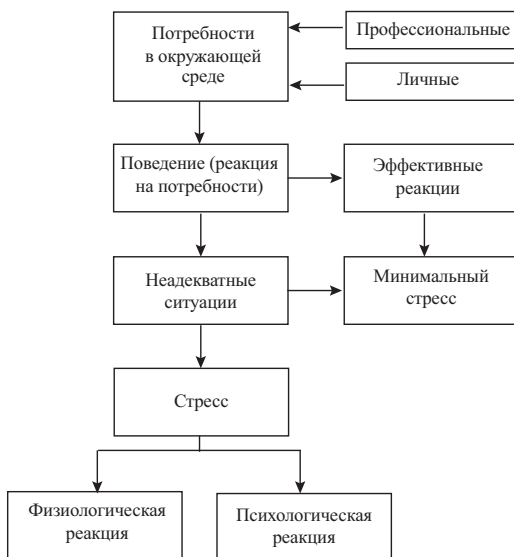 Потребности
в окружающей
среде
Профессиональные
Личные
Поведение (реакция
на потребности)
Эффективные
реакции
Неадекватные
ситуации
Минимальный
стресс
Стресс
Физиологическая
реакция
Психологическая
реакция